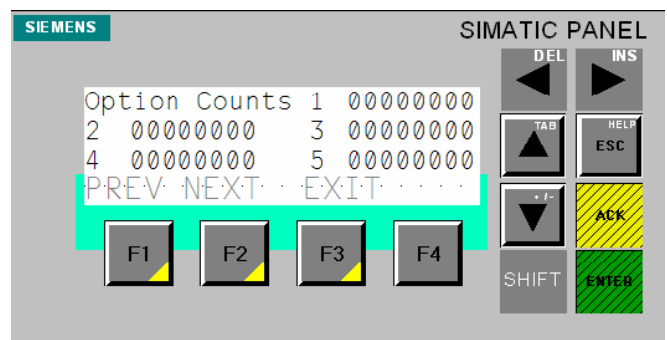 SIEMENS
SIMATIC PANEL
DEL
INS
Option Counts 1 00000000
2 00000000 3 00000000
4 00000000 5 00000000
PREV NEXT EXIT
TAB
HELP
ESC
+/-
ACK
F1 F2 F3 F4
SHIFT
ENTER